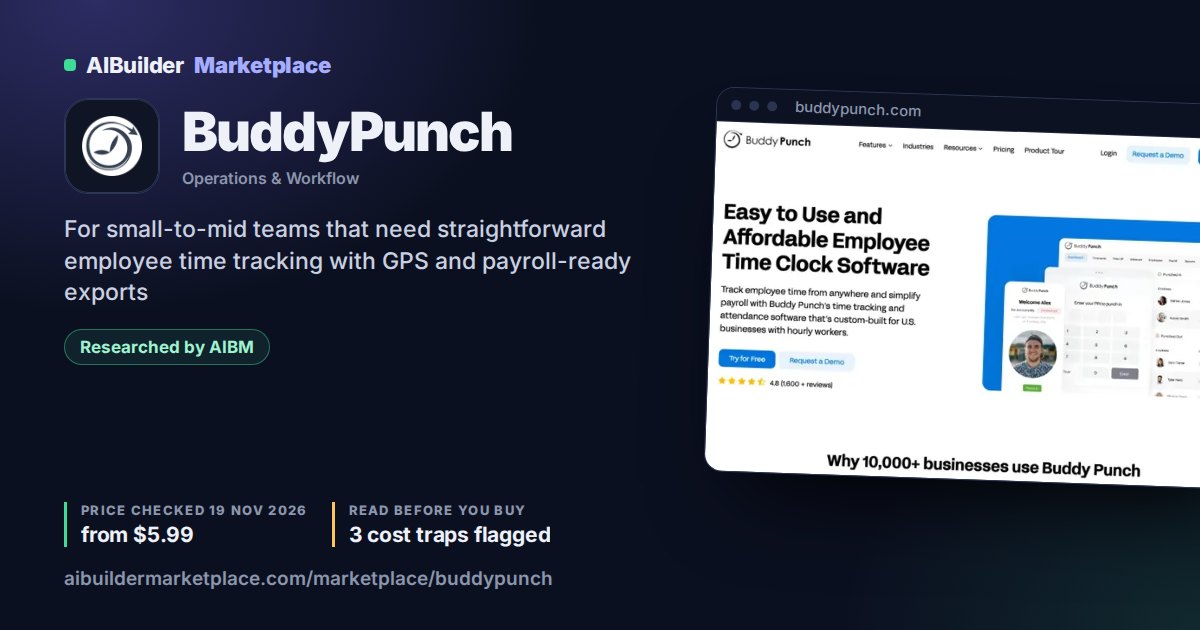 AIBuilder Marketplace
BuddyPunch
Operations & Workflow
For small-to-mid teams that need straightforward
employee time tracking with GPS and payroll-ready
exports
Researched by AIBM
PRICE CHECKED 19 NOV 2026
from $5.99
READ BEFORE YOU BUY
3 cost traps flagged
aibuildermarketplace.com/marketplace/buddypunch
buddypunch.com
Buddy Punch
Features
Industries
Resources
Pricing
Product Tour
Login
Request a Demo
Easy to Use and
Affordable Employee
Time Clock Software
Track employee time from anywhere and simplify
payroll with Buddy Punch's time tracking and
attendance software that's custom-built for U.S.
businesses with hourly workers.
Try for Free
Request a Demo
4.8 (1,600 + reviews)
Buddy Punch
Buddy Punch
Welcome Alex
Why 10,000+ businesses use Buddy Punch